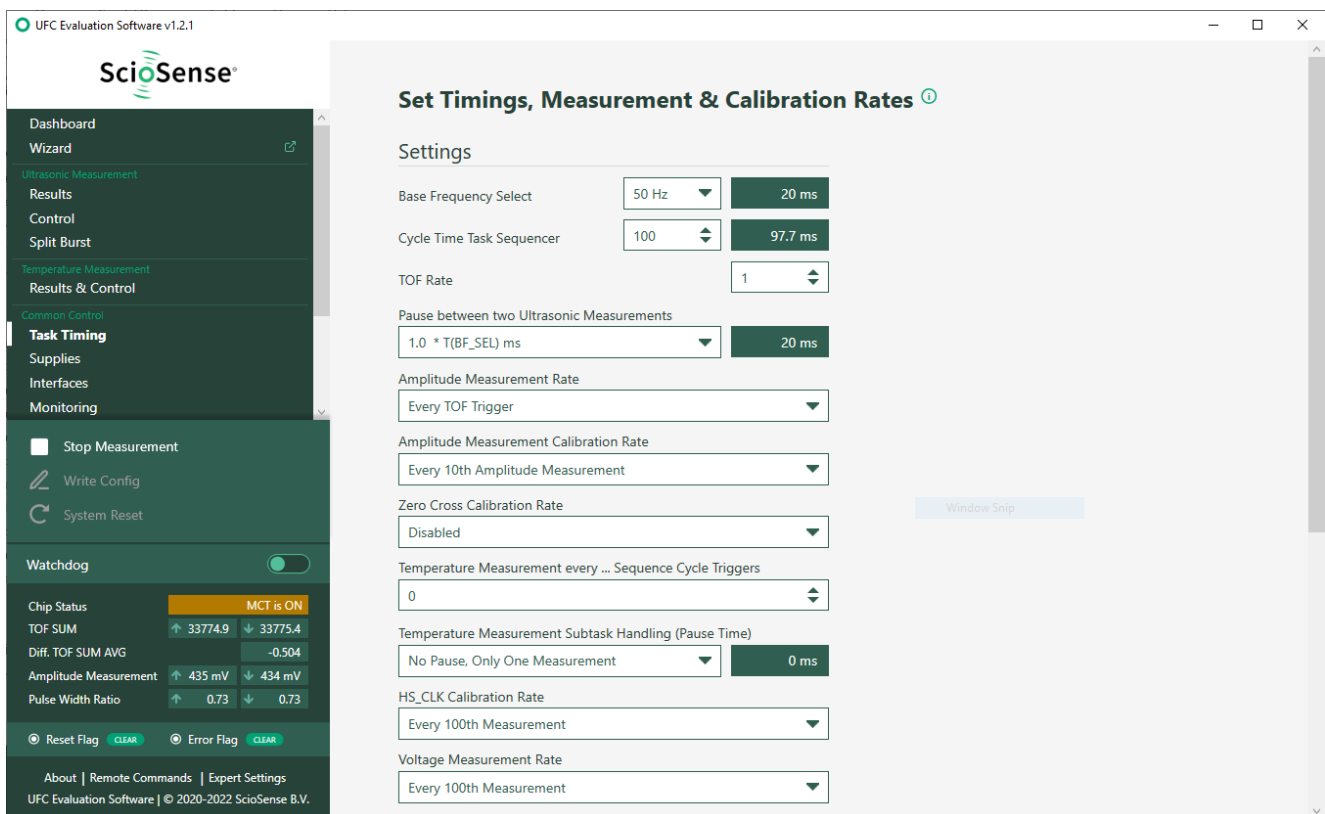 UFC Evaluation Software v1.2.1
ScioSense
Dashboard
Wizard
Ultrasonic Measurement
Results
Control
Split Burst
Temperature Measurement
Results & Control
Common Control
Task Timing
Supplies
Interfaces
Monitoring
Stop Measurement
Write Config
System Reset
Watchdog
Chip Status MCT is ON
TOF SUM ↑ 33774.9 ↓ 33775.4
Diff. TOF SUM AVG -0.504
Amplitude Measurement ↑ 435 mV ↓ 434 mV
Pulse Width Ratio ↑ 0.73 ↓ 0.73
Reset Flag CLEAR Error Flag CLEAR
About | Remote Commands | Expert Settings
UFC Evaluation Software | © 2020-2022 ScioSense B.V.
Set Timings, Measurement & Calibration Rates
Settings
Base Frequency Select 50 Hz 20 ms
Cycle Time Task Sequencer 100 97.7 ms
TOF Rate 1
Pause between two Ultrasonic Measurements
1.0 * T(BF_SEL) ms 20 ms
Amplitude Measurement Rate
Every TOF Trigger
Amplitude Measurement Calibration Rate
Every 10th Amplitude Measurement
Zero Cross Calibration Rate
Disabled
Temperature Measurement every ... Sequence Cycle Triggers
0
Temperature Measurement Subtask Handling (Pause Time)
No Pause, Only One Measurement 0 ms
HS_CLK Calibration Rate
Every 100th Measurement
Voltage Measurement Rate
Every 100th Measurement
Window Snip